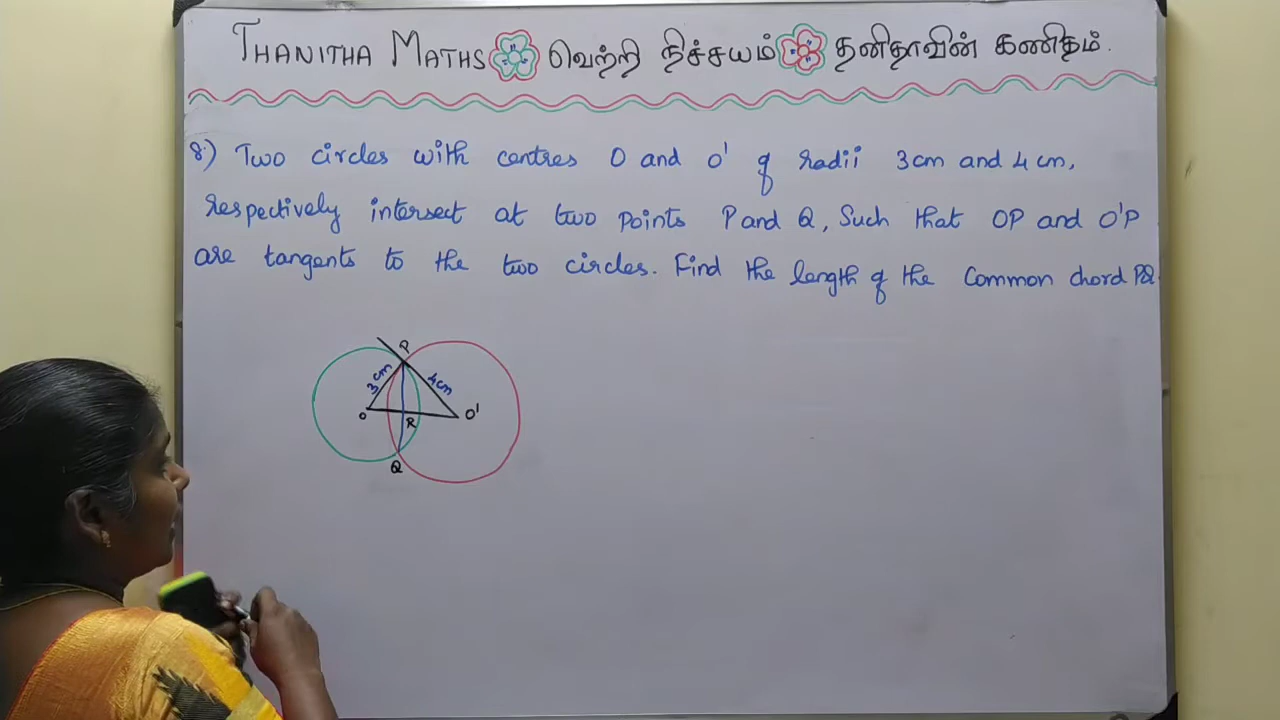 THANITHA MATHS வெற்றி நிச்சயம் தனிதாவின் கணிதம்.
8.) Two circles with centres O and O' of radii 3cm and 4cm,
respectively intersect at two points P and Q, Such that OP and O'P
are tangents to the two circles. Find the length of the Common chord PQ.
P
3cm 4cm
O R O'
Q